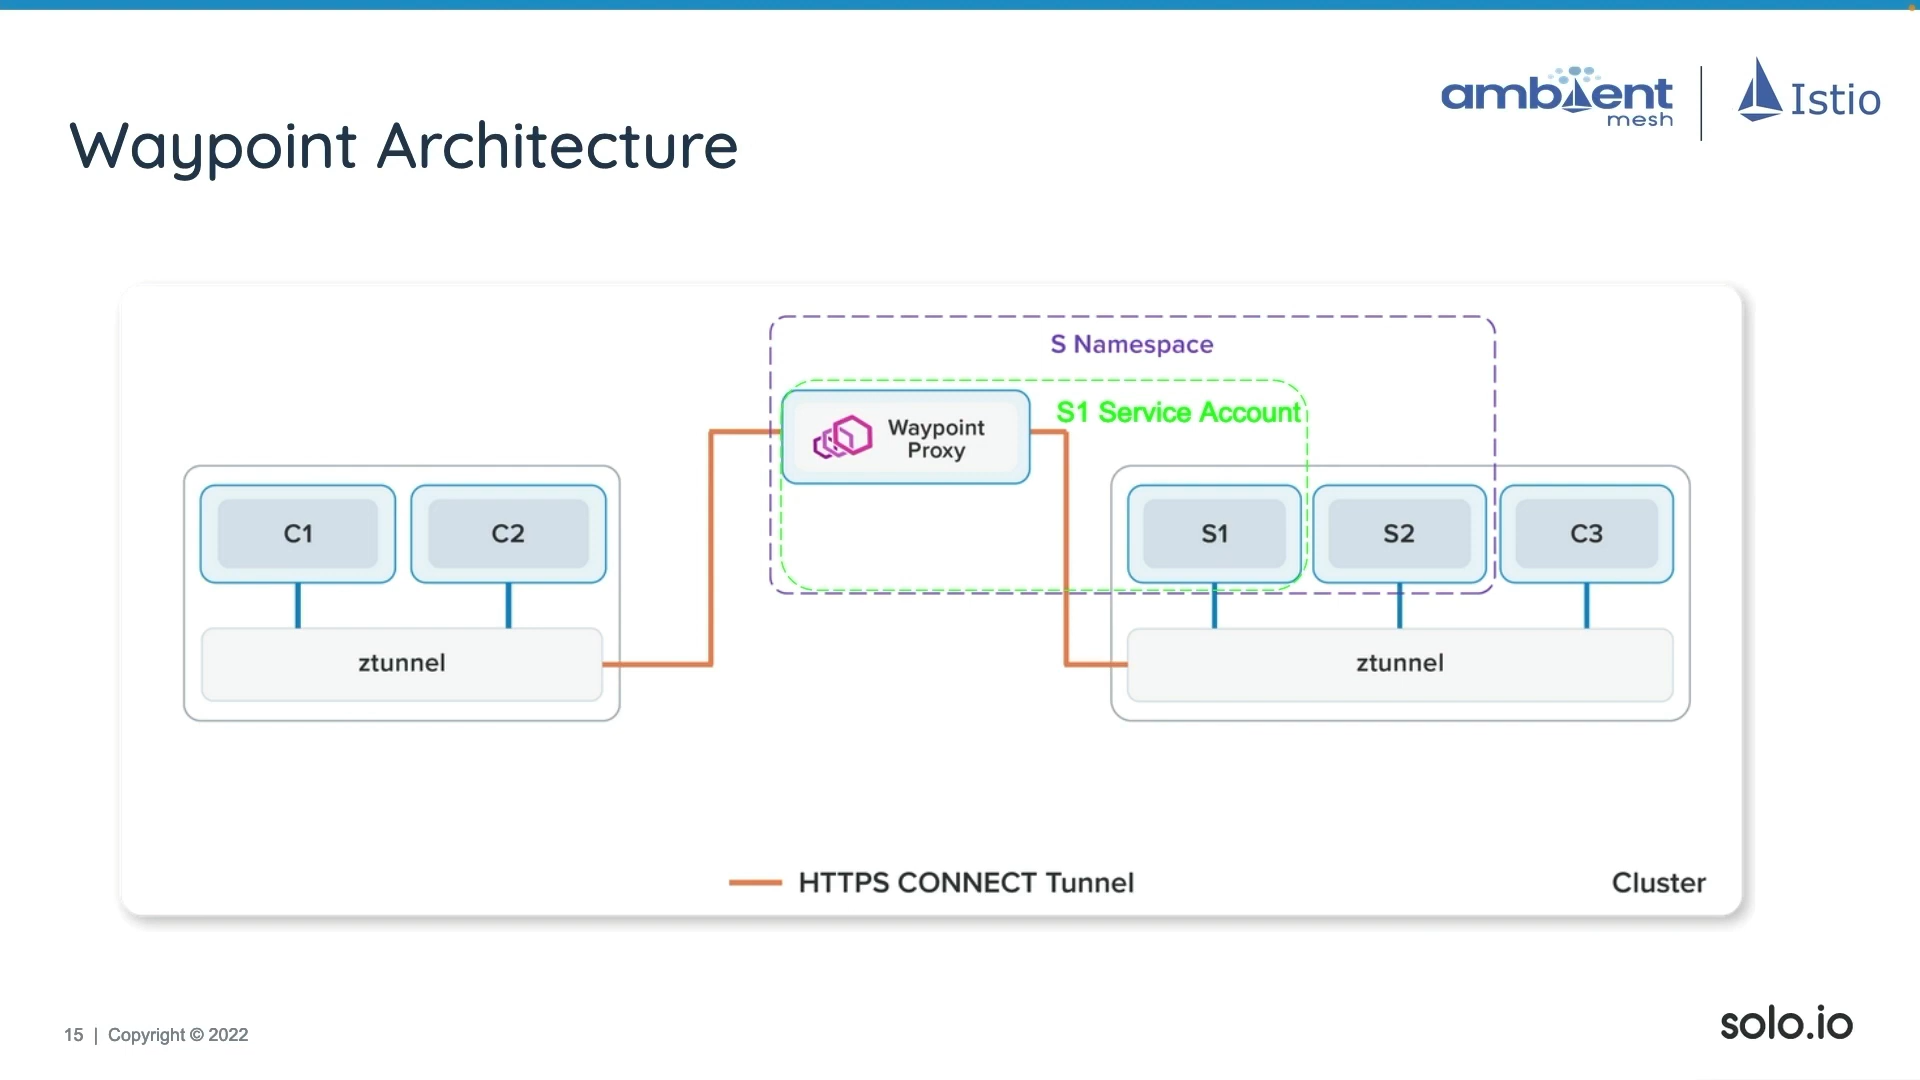 ambient
mesh
Istio
Waypoint Architecture
S Namespace
S1 Service Account
Waypoint
Proxy
C1
C2
S1
S2
C3
ztunnel
ztunnel
HTTPS CONNECT Tunnel
Cluster
15 | Copyright © 2022
solo.io